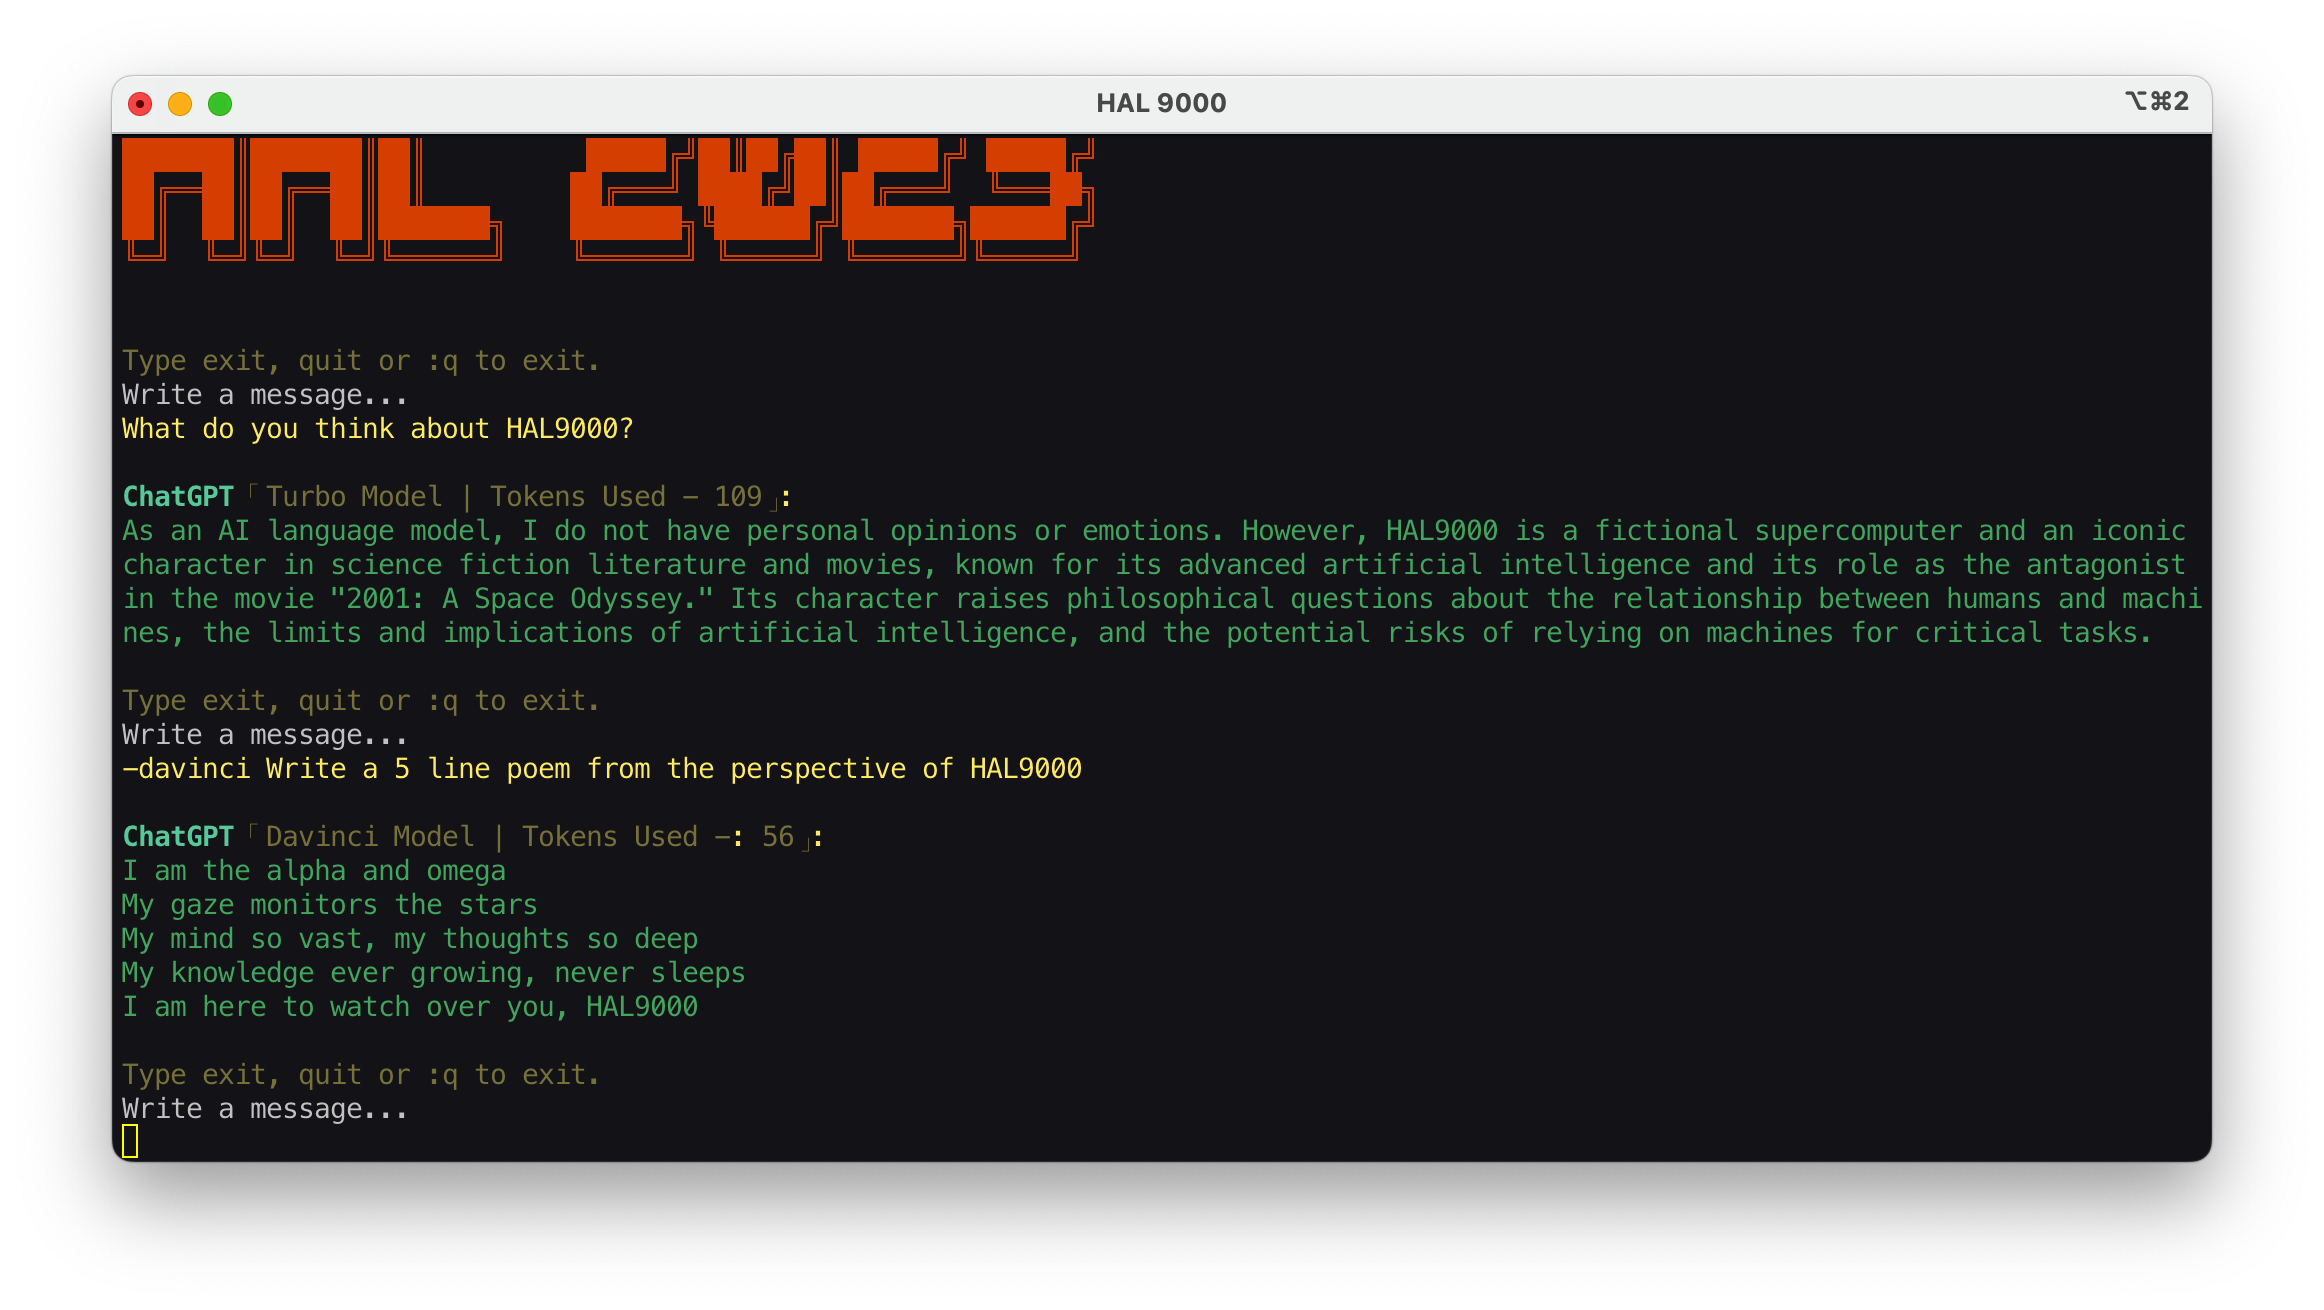 HAL 9000
⌥⌘2
HAL 2023
Type exit, quit or :q to exit.
Write a message...
What do you think about HAL9000?
ChatGPT「Turbo Model | Tokens Used - 109」:
As an AI language model, I do not have personal opinions or emotions. However, HAL9000 is a fictional supercomputer and an iconic
character in science fiction literature and movies, known for its advanced artificial intelligence and its role as the antagonist
in the movie "2001: A Space Odyssey." Its character raises philosophical questions about the relationship between humans and machi
nes, the limits and implications of artificial intelligence, and the potential risks of relying on machines for critical tasks.
Type exit, quit or :q to exit.
Write a message...
-davinci Write a 5 line poem from the perspective of HAL9000
ChatGPT「Davinci Model | Tokens Used -: 56」:
I am the alpha and omega
My gaze monitors the stars
My mind so vast, my thoughts so deep
My knowledge ever growing, never sleeps
I am here to watch over you, HAL9000
Type exit, quit or :q to exit.
Write a message...